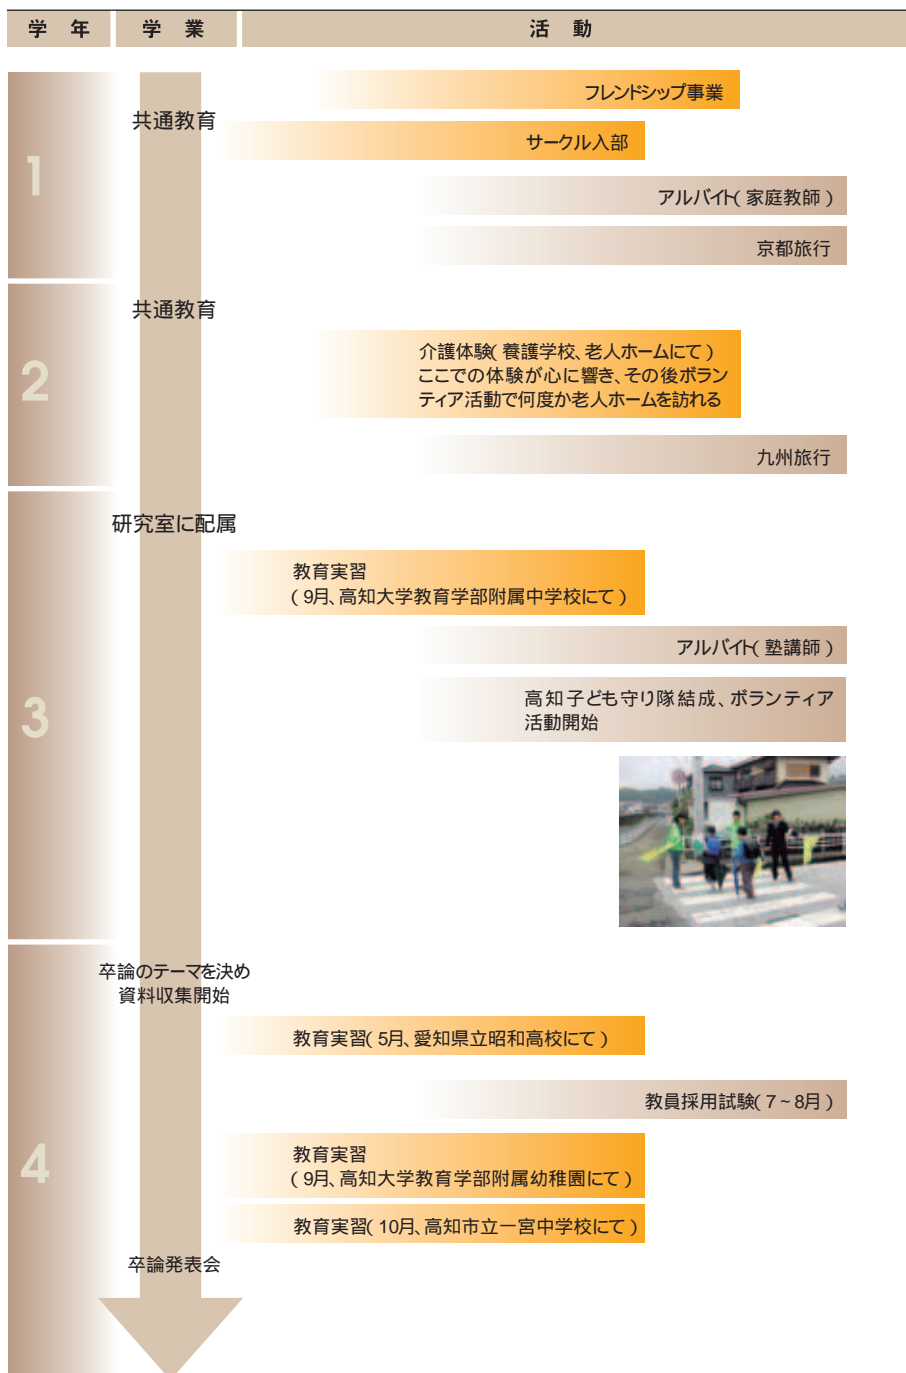 学 年 学 業 活 動
1
共通教育
フレンドシップ事業
サークル入部
アルバイト(家庭教師)
京都旅行
2
共通教育
介護体験(養護学校、老人ホームにて)
ここでの体験が心に響き、その後ボラン
ティア活動で何度か老人ホームを訪れる
九州旅行
3
研究室に配属
教育実習
(9月、高知大学教育学部附属中学校にて)
アルバイト(塾講師)
高知子ども守り隊結成、ボランティア
活動開始
4
卒論のテーマを決め
資料収集開始
教育実習(5月、愛知県立昭和高校にて)
教員採用試験(7~8月)
教育実習
(9月、高知大学教育学部附属幼稚園にて)
教育実習(10月、高知市立一宮中学校にて)
卒論発表会